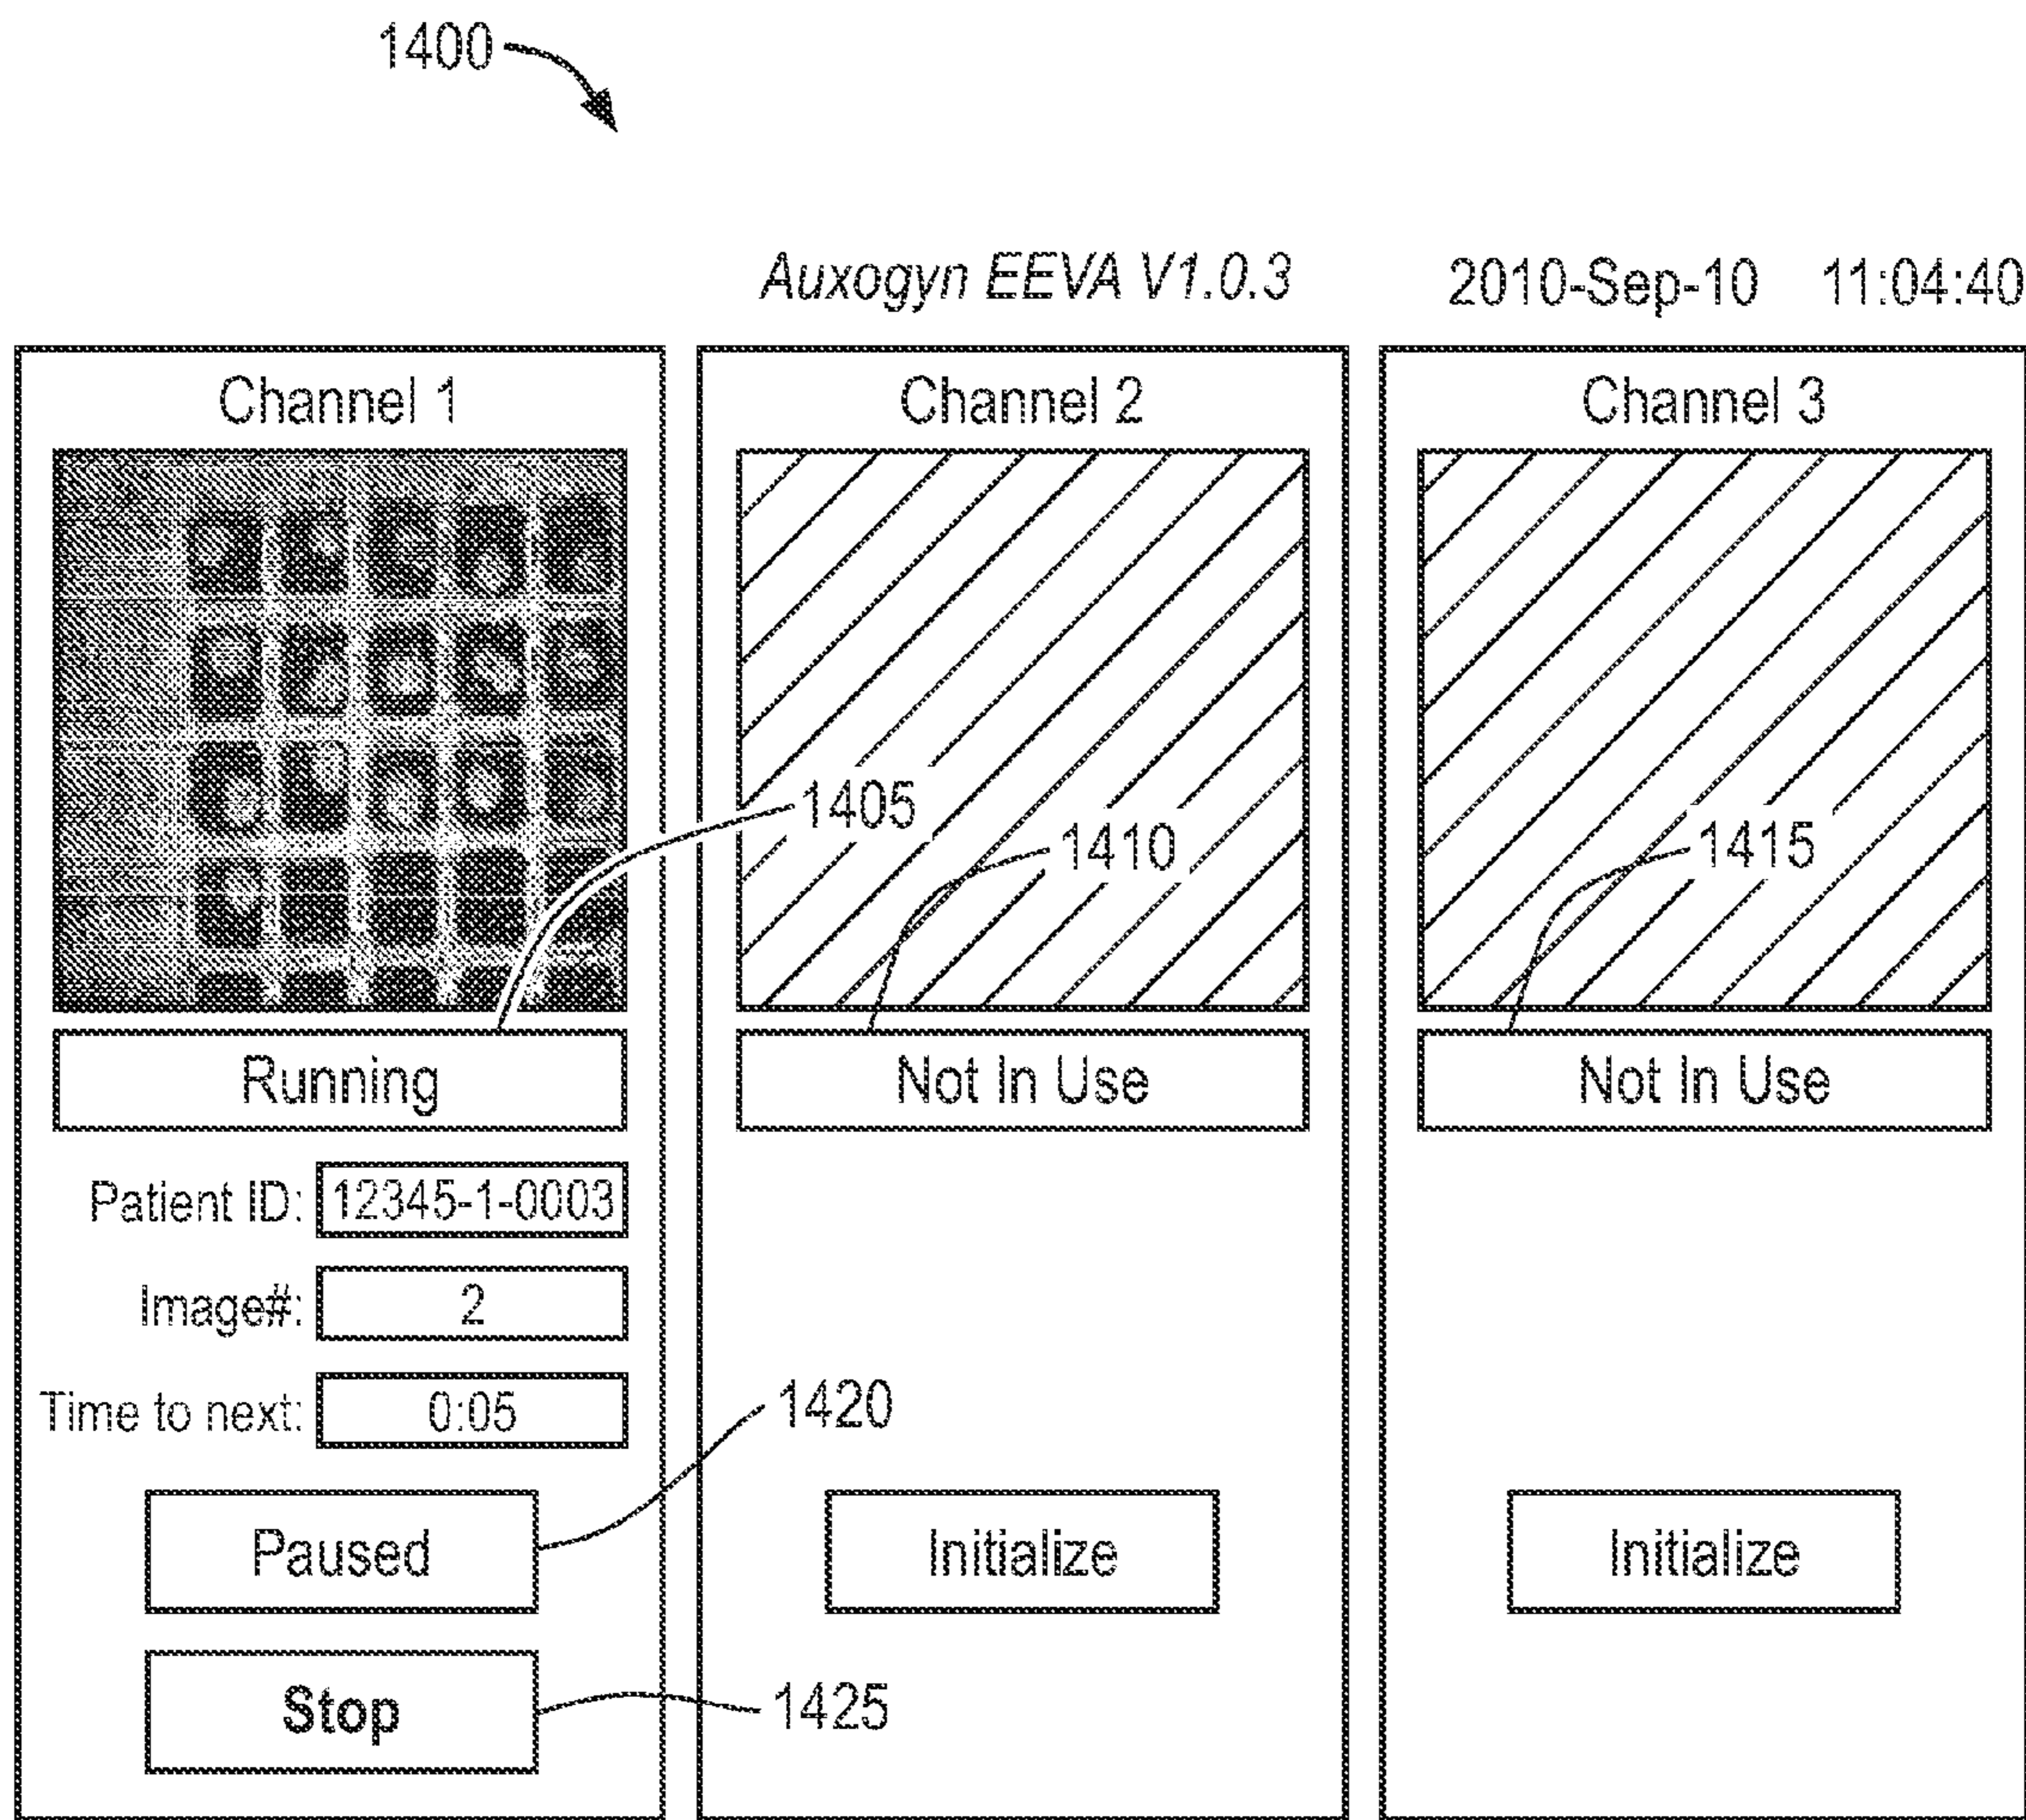 1400
Auxogyn EEVA V1.0.3 2010-Sep-10 11:04:40
Channel 1 Channel 2 Channel 3
1405
1410 1415
Running Not In Use Not In Use
Patient ID: 12345-1-0003
Image#: 2
Time to next: 0:05
1420
Paused Initialize Initialize
Stop 1425